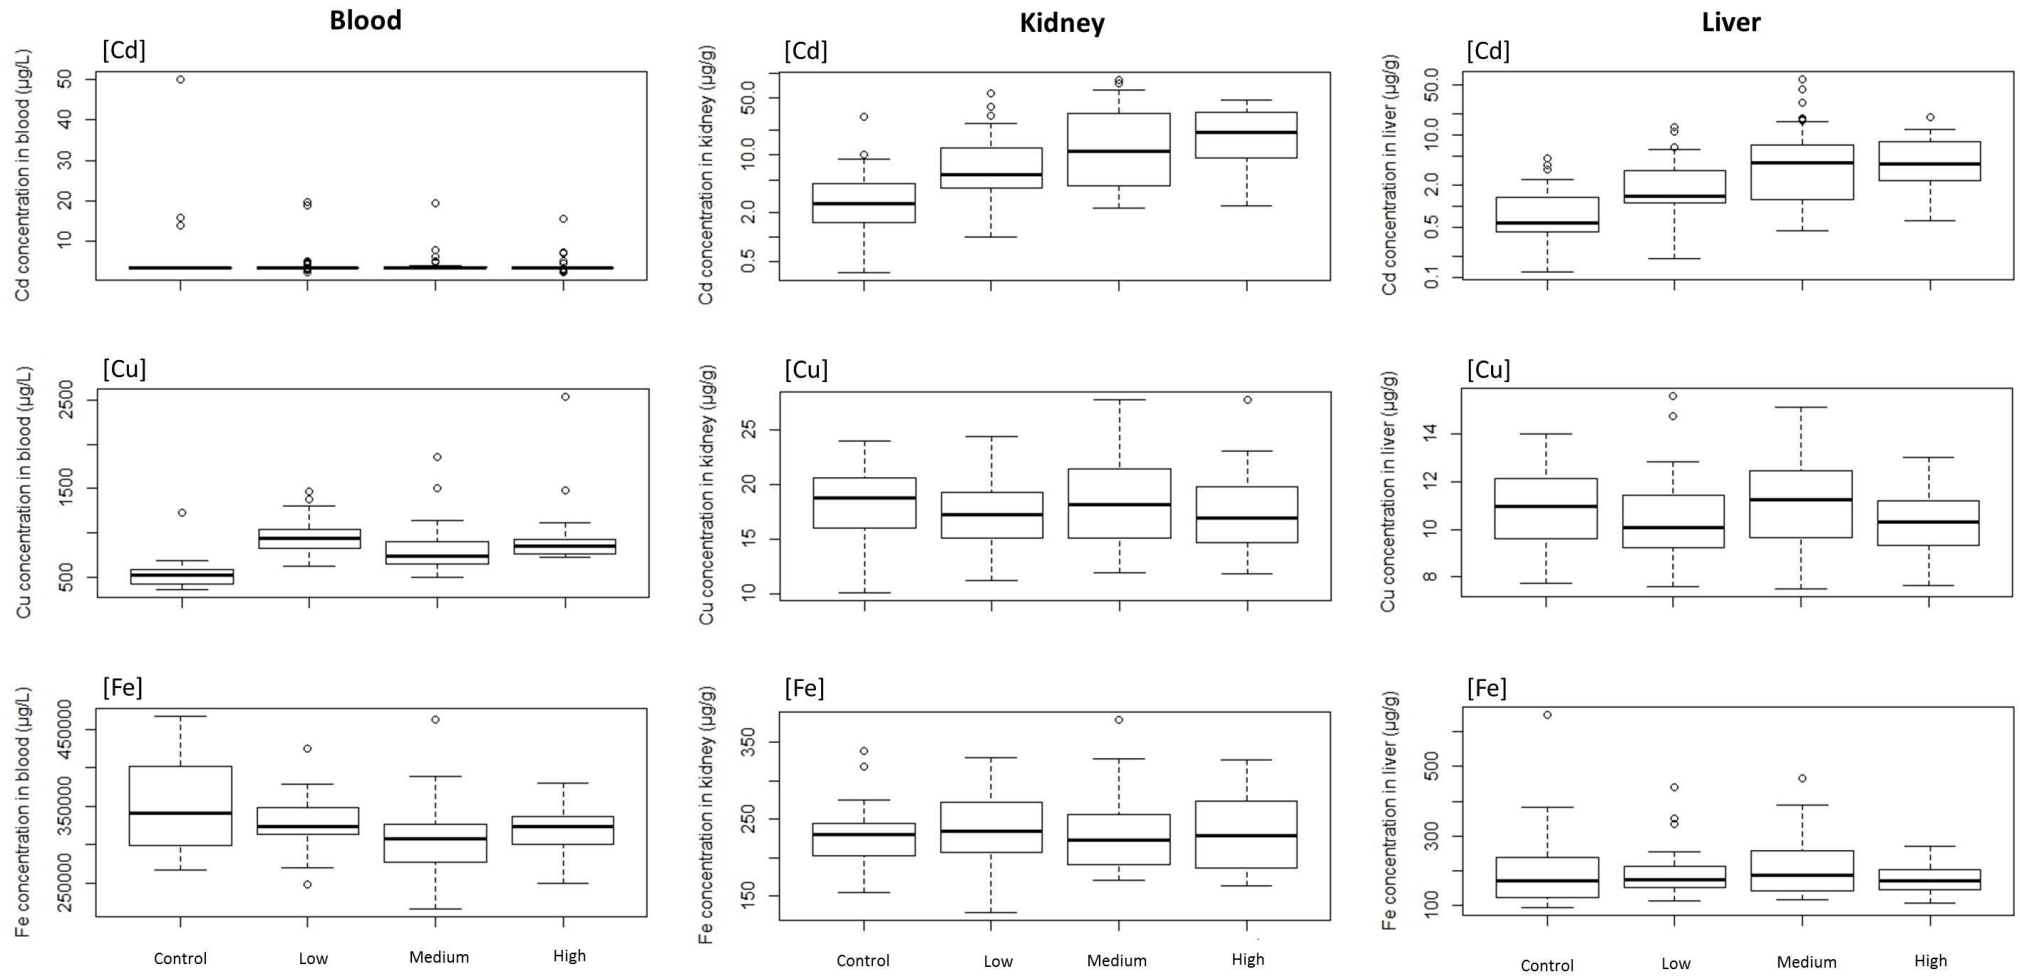 Blood
Kidney
Liver
[Cd]
[Cd]
[Cd]
Cd concentration in blood (µg/L)
50
40
30
20
10
Cd concentration in kidney (µg/g)
50.0
10.0
2.0
0.5
Cd concentration in liver (µg/g)
50.0
10.0
2.0
0.5
0.1
[Cu]
[Cu]
[Cu]
Cu concentration in blood (µg/L)
2500
1500
500
Cu concentration in kidney (µg/g)
25
20
15
10
Cu concentration in liver (µg/g)
14
12
10
8
[Fe]
[Fe]
[Fe]
Fe concentration in blood (µg/L)
450000
350000
250000
Fe concentration in kidney (µg/g)
350
250
150
Fe concentration in liver (µg/g)
500
300
100
Control Low Medium High
Control Low Medium High
Control Low Medium High